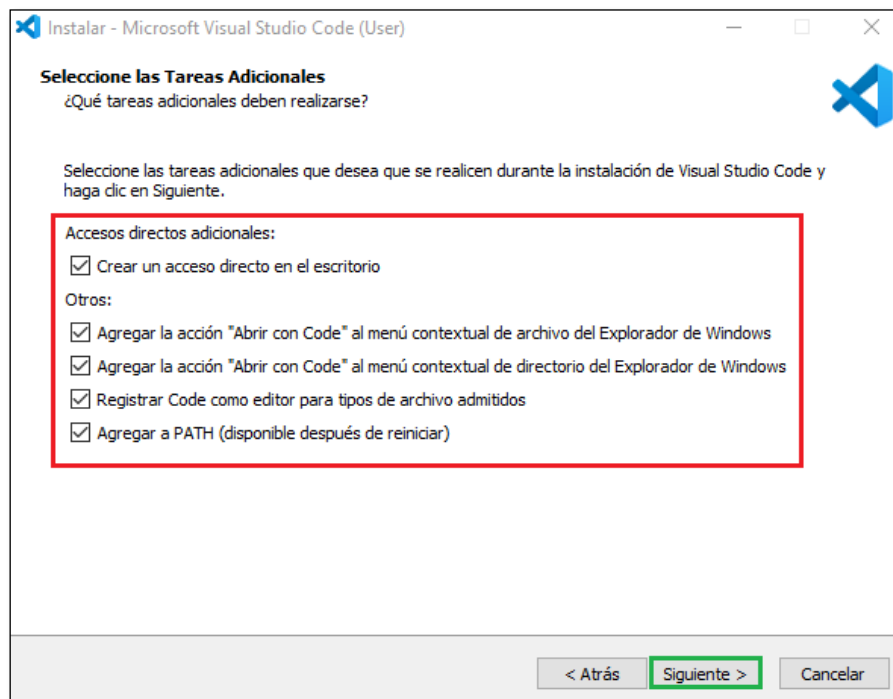 Instalar - Microsoft Visual Studio Code (User)
Seleccione las Tareas Adicionales
¿Qué tareas adicionales deben realizarse?
Seleccione las tareas adicionales que desea que se realicen durante la instalación de Visual Studio Code y
haga clic en Siguiente.
Accesos directos adicionales:
Crear un acceso directo en el escritorio
Otros:
Agregar la acción "Abrir con Code" al menú contextual de archivo del Explorador de Windows
Agregar la acción "Abrir con Code" al menú contextual de directorio del Explorador de Windows
Registrar Code como editor para tipos de archivo admitidos
Agregar a PATH (disponible después de reiniciar)
< Atrás Siguiente > Cancelar